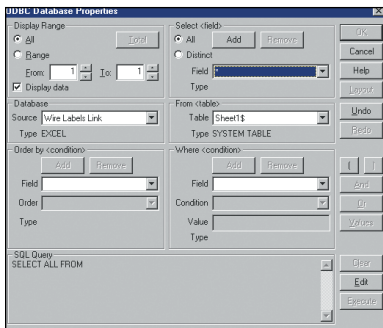 ODBC Database Properties
Display Range
All
Total
Range
From: 1 To: 1
Display data
Select <field>
All Add Remove
Distinct
Field *
Type
OK
Cancel
Help
Layout
Database
Source Wire Labels Link
Type EXCEL
From <table>
Table Sheet1$
Type SYSTEM TABLE
Undo
Redo
Order by <condition>
Add Remove
Field
Order
Type
Where <condition>
Add Remove
Field
Condition
Value
Type
( )
And
Or
Values
SQL Query
SELECT ALL FROM
Clear
Edit
Execute